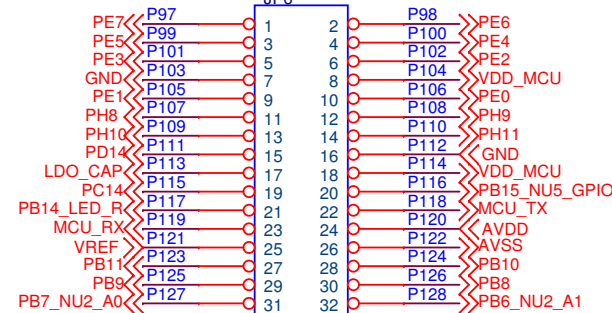 PE7 P97 1 2 P98 PE6
PE5 P99 3 4 P100 PE4
PE3 P101 5 6 P102 PE2
GND P103 7 8 P104 VDD_MCU
PE1 P105 9 10 P106 PE0
PH8 P107 11 12 P108 PH9
PH10 P109 13 14 P110 PH11
PD14 P111 15 16 P112 GND
LDO_CAP P113 17 18 P114 VDD_MCU
PC14 P115 19 20 P116 PB15_NU5_GPIO
PB14_LED_R P117 21 22 P118 MCU_TX
MCU_RX P119 23 24 P120 AVDD
VREF P121 25 26 P122 AVSS
PB11 P123 27 28 P124 PB10
PB9 P125 29 30 P126 PB8
PB7_NU2_A0 P127 31 32 P128 PB6_NU2_A1